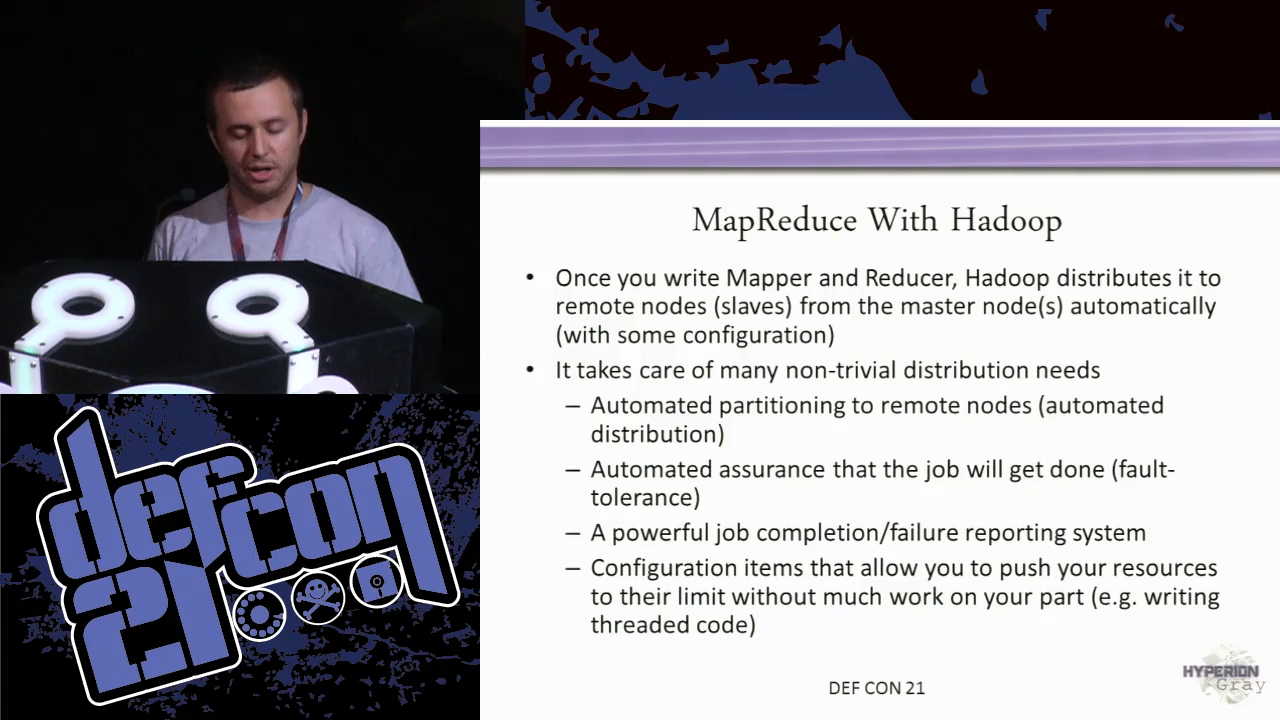 MapReduce With Hadoop
• Once you write Mapper and Reducer, Hadoop distributes it to
remote nodes (slaves) from the master node(s) automatically
(with some configuration)
• It takes care of many non-trivial distribution needs
– Automated partitioning to remote nodes (automated
distribution)
– Automated assurance that the job will get done (fault-
tolerance)
– A powerful job completion/failure reporting system
– Configuration items that allow you to push your resources
to their limit without much work on your part (e.g. writing
threaded code)
DEF CON 21
HYPERION
Gray
defcon
21